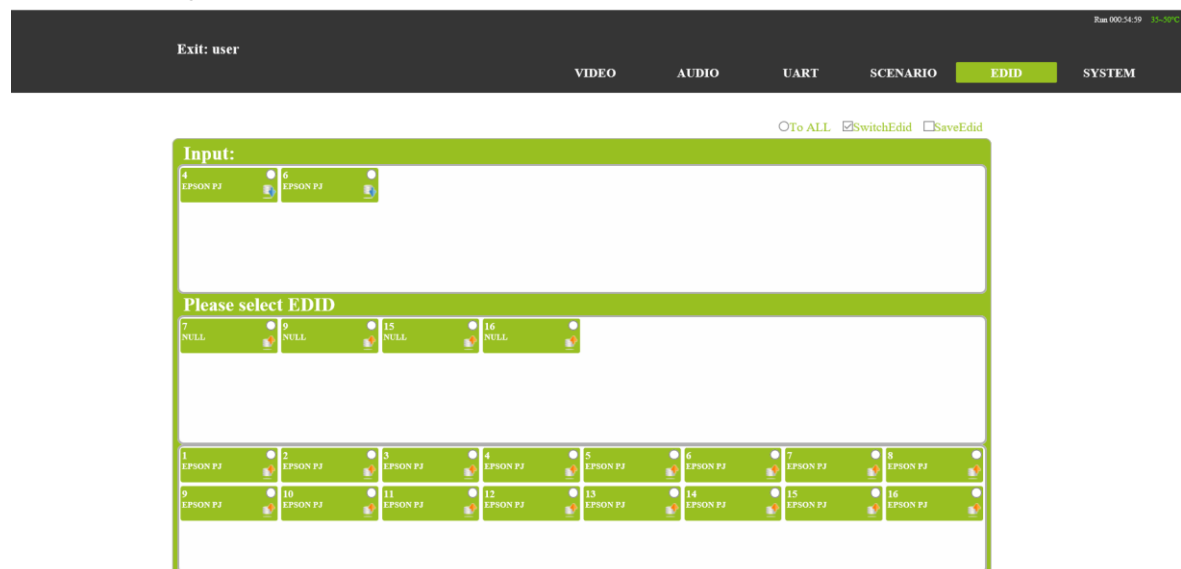 Run 000:54:59 35~50°C
Exit: user
VIDEO AUDIO UART SCENARIO EDID SYSTEM
To ALL SwitchEdid SaveEdid
Input:
4 6
EPSON PJ EPSON PJ
Please select EDID
7 9 15 16
NULL NULL NULL NULL
1 2 3 4 5 6 7 8
EPSON PJ EPSON PJ EPSON PJ EPSON PJ EPSON PJ EPSON PJ EPSON PJ EPSON PJ
9 10 11 12 13 14 15 16
EPSON PJ EPSON PJ EPSON PJ EPSON PJ EPSON PJ EPSON PJ EPSON PJ EPSON PJ